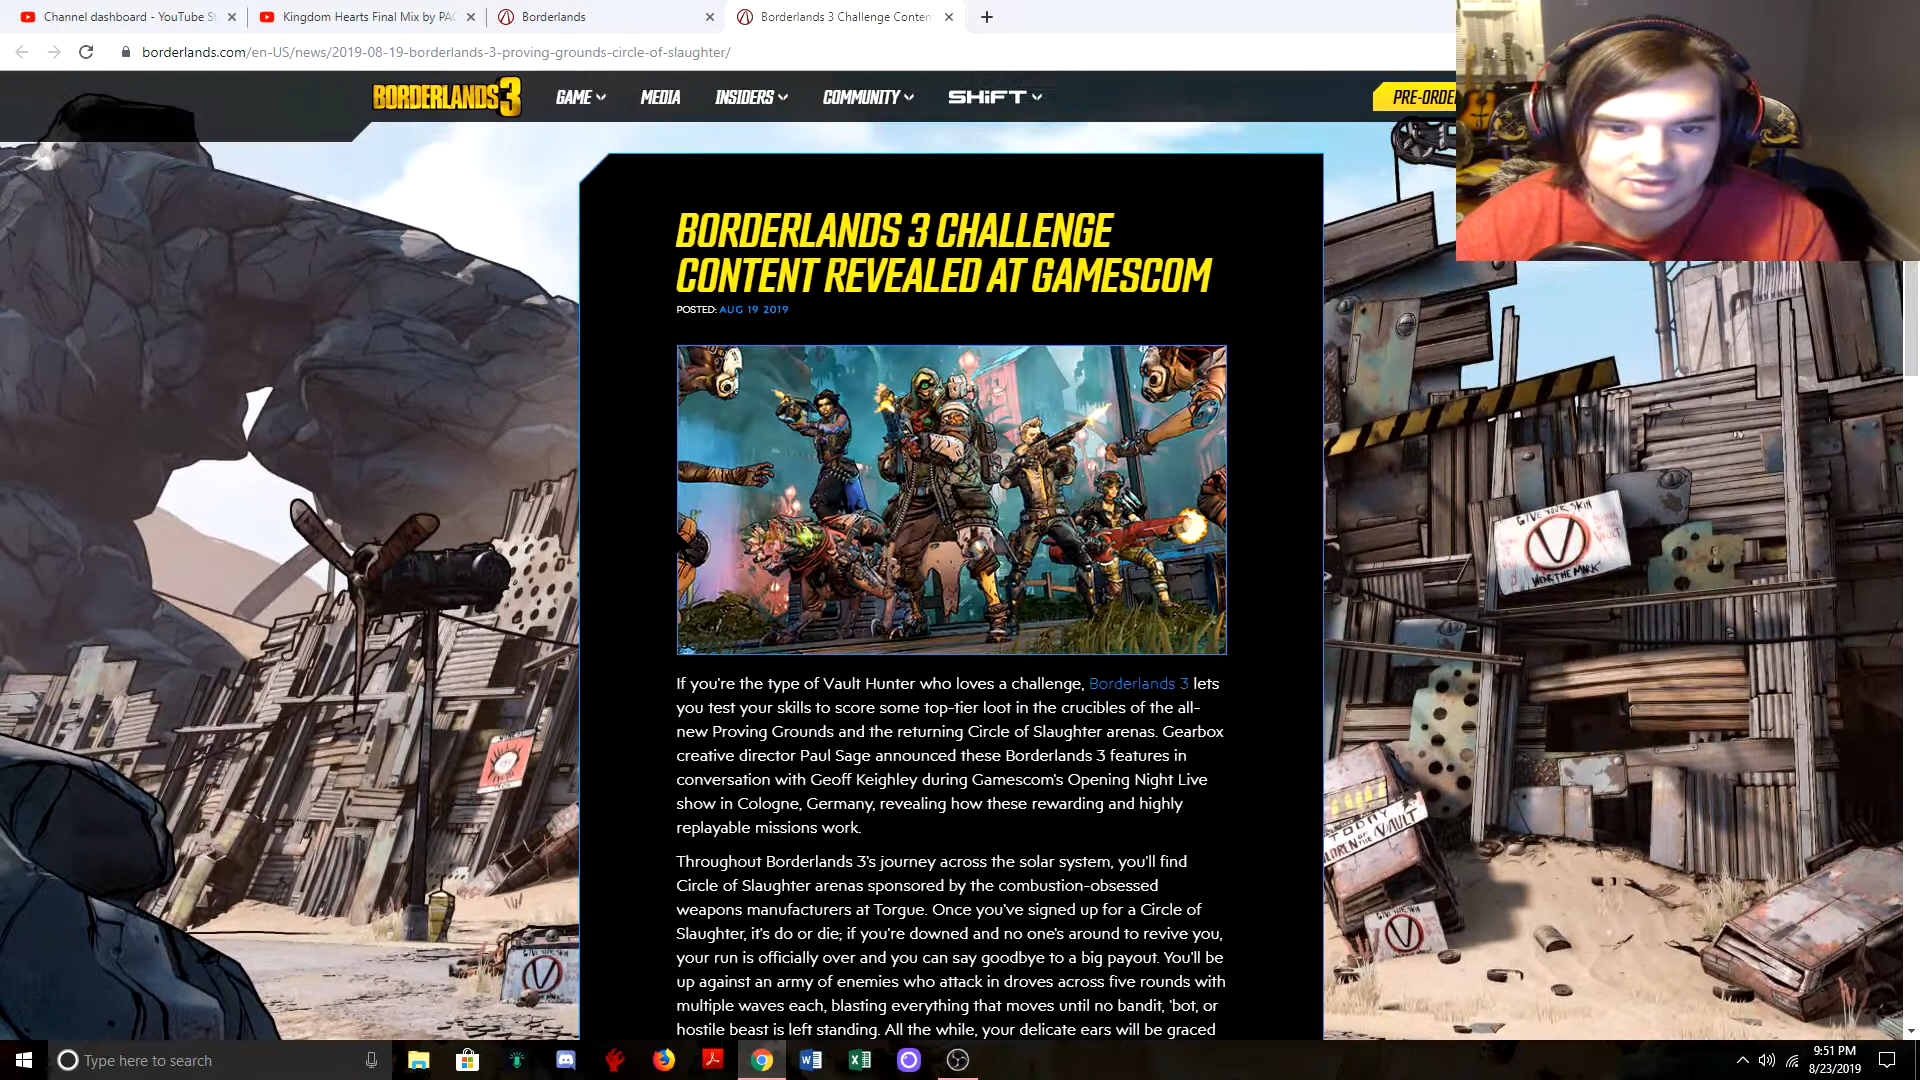 Channel dashboard - YouTube St
Kingdom Hearts Final Mix by PAC
Borderlands
Borderlands 3 Challenge Conten
borderlands.com/en-US/news/2019-08-19-borderlands-3-proving-grounds-circle-of-slaughter/
BORDERLANDS 3
GAME
MEDIA
INSIDERS
COMMUNITY
SHiFT
PRE-ORDE
BORDERLANDS 3 CHALLENGE
CONTENT REVEALED AT GAMESCOM
POSTED: AUG 19 2019
GIVE YOUR SKIN
WEAR THE MARK
If you're the type of Vault Hunter who loves a challenge, Borderlands 3 lets
you test your skills to score some top-tier loot in the crucibles of the all-
new Proving Grounds and the returning Circle of Slaughter arenas. Gearbox
creative director Paul Sage announced these Borderlands 3 features in
conversation with Geoff Keighley during Gamescom's Opening Night Live
show in Cologne, Germany, revealing how these rewarding and highly
replayable missions work.
TODAY
OF THE VAULT
Throughout Borderlands 3's journey across the solar system, you'll find
Circle of Slaughter arenas sponsored by the combustion-obsessed
weapons manufacturers at Torgue. Once you've signed up for a Circle of
Slaughter, it's do or die; if you're downed and no one's around to revive you,
your run is officially over and you can say goodbye to a big payout. You'll be
up against an army of enemies who attack in droves across five rounds with
multiple waves each, blasting everything that moves until no bandit, 'bot, or
hostile beast is left standing. All the while, your delicate ears will be graced
Type here to search
9:51 PM
8/23/2019